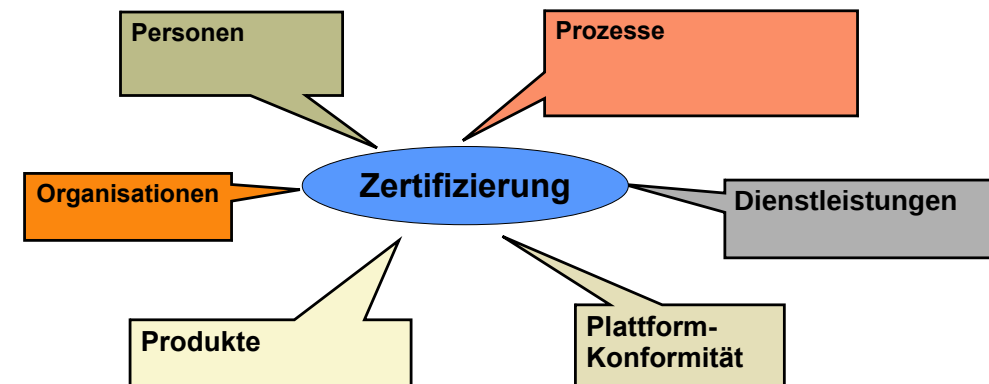 Personen
Prozesse
Organisationen
Zertifizierung
Dienstleistungen
Produkte
Plattform-
Konformität